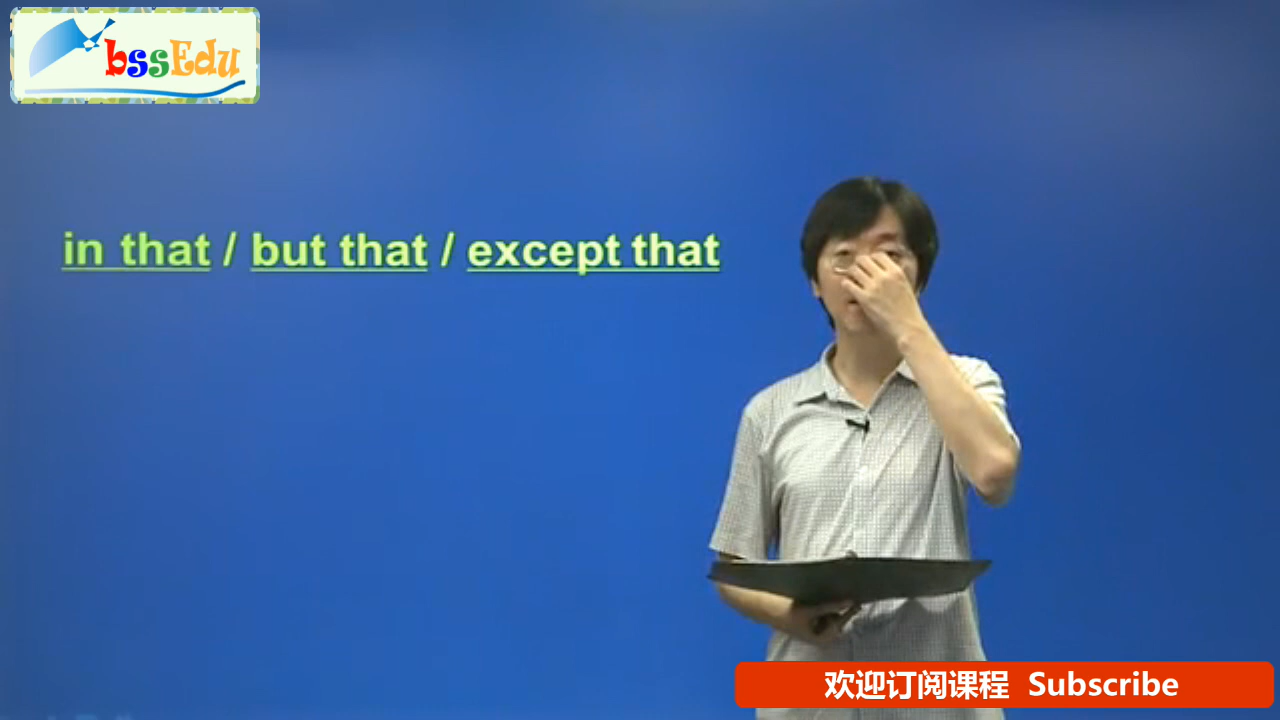 bssEdu
in that / but that / except that
欢迎订阅课程 Subscribe